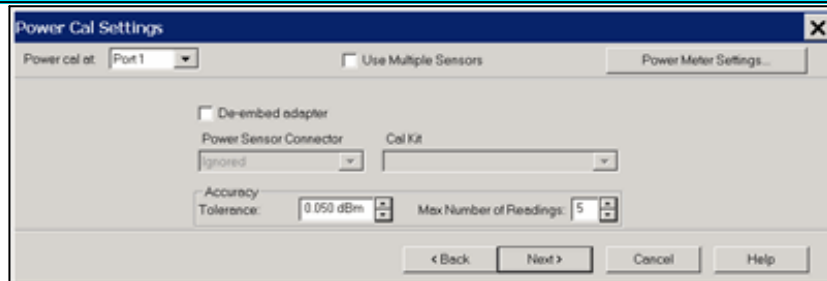 Power Cal Settings
Power cal at: Port 1 Use Multiple Sensors Power Meter Settings...
De-embed adapter
Power Sensor Connector Cal Kit
Ignored
Accuracy
Tolerance: 0.050 dBm Max Number of Readings: 5
< Back Next > Cancel Help